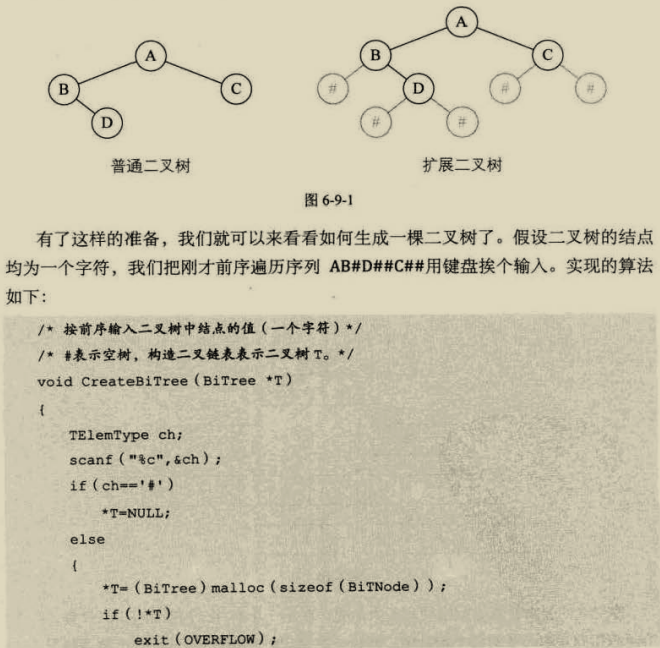 A
B
C
D
普通二叉树
A
B
C
#
D
#
#
#
#
扩展二叉树
图 6-9-1
有了这样的准备，我们就可以来看看如何生成一棵二叉树了。假设二叉树的结点
均为一个字符，我们把刚才前序遍历序列 AB#D##C##用键盘挨个输入。实现的算法
如下：
/* 按前序输入二叉树中结点的值（一个字符）*/
/* #表示空树，构造二叉链表表示二叉树T。*/
void CreateBiTree(BiTree *T)
{
TElemType ch;
scanf("%c",&ch);
if(ch=='#')
*T=NULL;
else
{
*T=(BiTree)malloc(sizeof(BiTNode));
if(!*T)
exit(OVERFLOW);